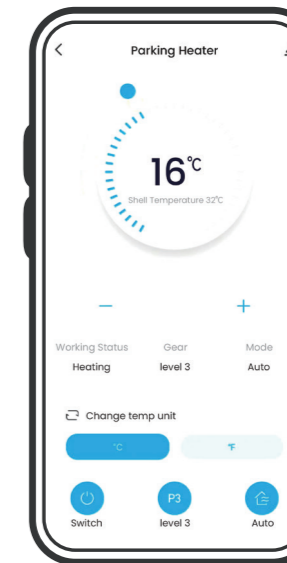 Parking Heater
16°C
Shell Temperature 32°C
− +
Working Status Gear Mode
Heating level 3 Auto
Change temp unit
°C °F
P3
Switch level 3 Auto